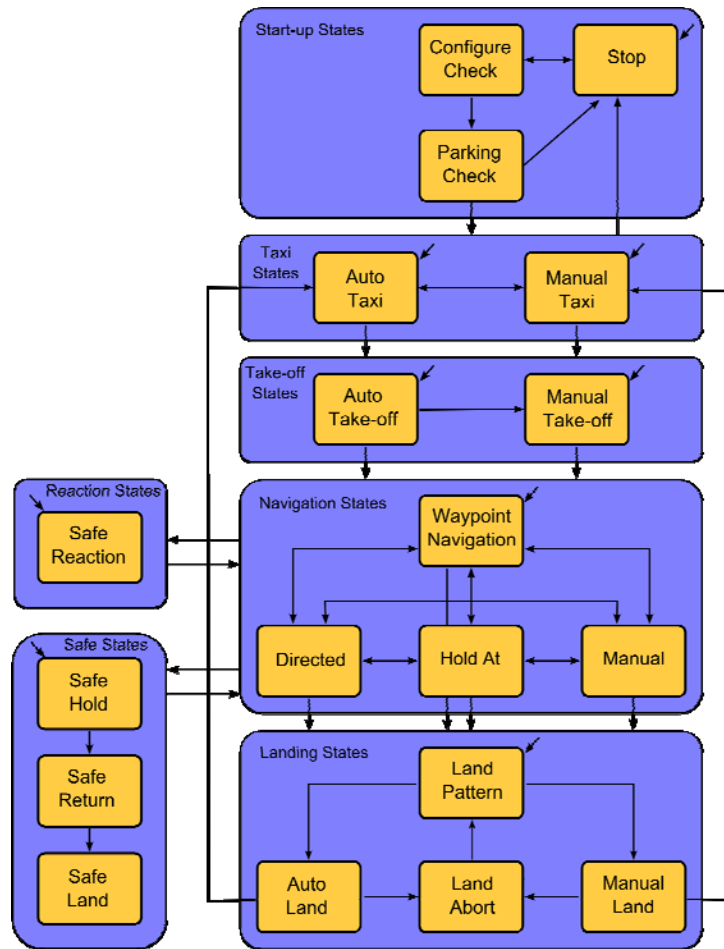 Start-up States
Configure
Check
Stop
Parking
Check
Taxi
States
Auto
Taxi
Manual
Taxi
Take-off
States
Auto
Take-off
Manual
Take-off
Reaction States
Safe
Reaction
Navigation States
Waypoint
Navigation
Directed
Hold At
Manual
Safe States
Safe
Hold
Safe
Return
Safe
Land
Landing States
Land
Pattern
Auto
Land
Land
Abort
Manual
Land